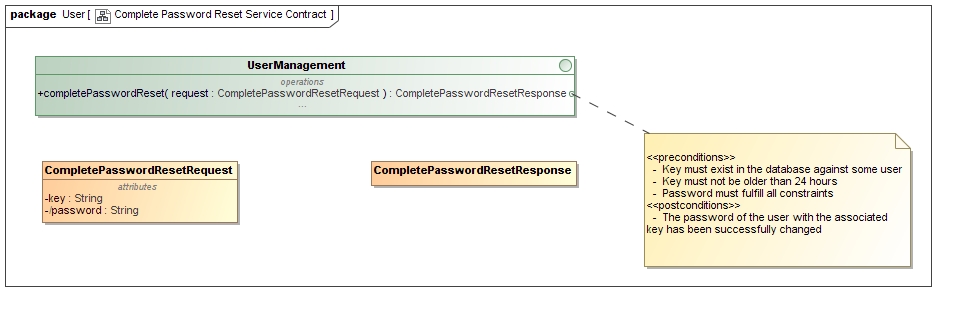 package User [ Complete Password Reset Service Contract ]
UserManagement
operations
+completePasswordReset( request : CompletePasswordResetRequest ) : CompletePasswordResetResponse
...
CompletePasswordResetRequest
attributes
-key : String
-/password : String
CompletePasswordResetResponse
<<preconditions>>
- Key must exist in the database against some user
- Key must not be older than 24 hours
- Password must fulfill all constraints
<<postconditions>>
- The password of the user with the associated
key has been successfully changed